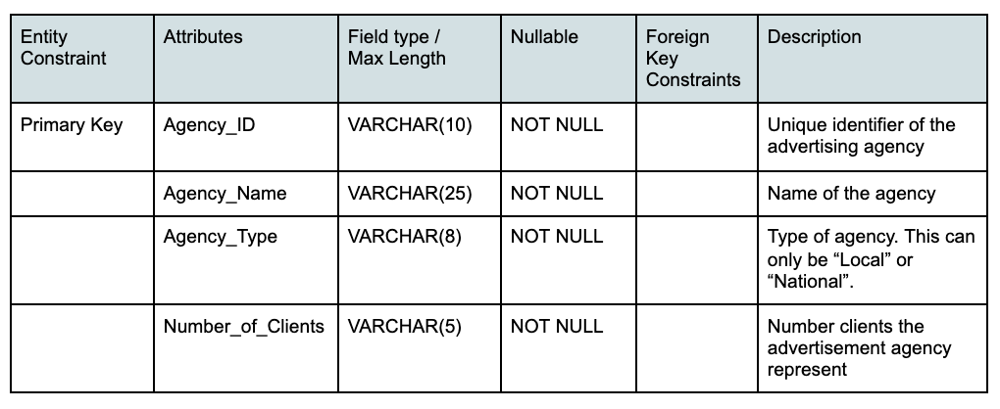 Entity Constraint | Attributes | Field type / Max Length | Nullable | Foreign Key Constraints | Description
Primary Key | Agency_ID | VARCHAR(10) | NOT NULL | | Unique identifier of the advertising agency
| Agency_Name | VARCHAR(25) | NOT NULL | | Name of the agency
| Agency_Type | VARCHAR(8) | NOT NULL | | Type of agency. This can only be “Local” or “National”.
| Number_of_Clients | VARCHAR(5) | NOT NULL | | Number clients the advertisement agency represent